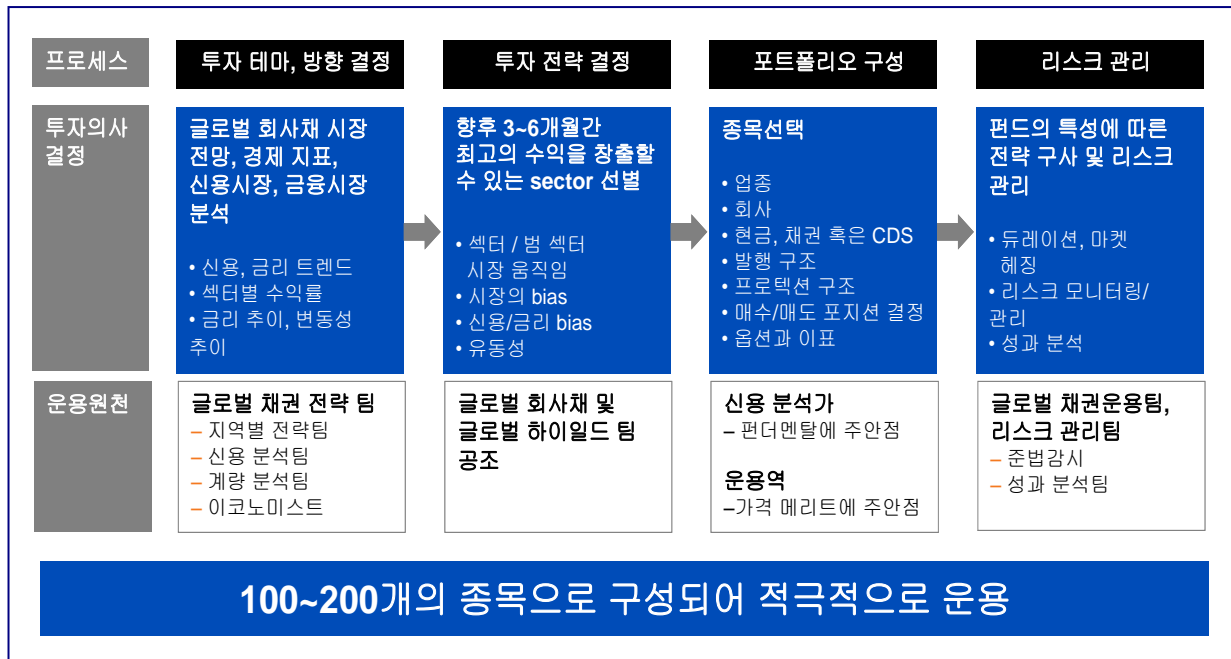 프로세스
투자 테마, 방향 결정
투자 전략 결정
포트폴리오 구성
리스크 관리
투자의사
결정
글로벌 회사채 시장
전망, 경제 지표,
신용시장, 금융시장
분석
• 신용, 금리 트렌드
• 섹터별 수익률
• 금리 추이, 변동성
추이
향후 3~6개월간
최고의 수익을 창출할
수 있는 sector 선별
• 섹터 / 범 섹터
시장 움직임
• 시장의 bias
• 신용/금리 bias
• 유동성
종목선택
• 업종
• 회사
• 현금, 채권 혹은 CDS
• 발행 구조
• 프로텍션 구조
• 매수/매도 포지션 결정
• 옵션과 이표
펀드의 특성에 따른
전략 구사 및 리스크
관리
• 듀레이션, 마켓
헤징
• 리스크 모니터링/
관리
• 성과 분석
운용원천
글로벌 채권 전략 팀
– 지역별 전략팀
– 신용 분석팀
– 계량 분석팀
– 이코노미스트
글로벌 회사채 및
글로벌 하이일드 팀
공조
신용 분석가
– 펀더멘탈에 주안점
운용역
–가격 메리트에 주안점
글로벌 채권운용팀,
리스크 관리팀
– 준법감시
– 성과 분석팀
100~200개의 종목으로 구성되어 적극적으로 운용